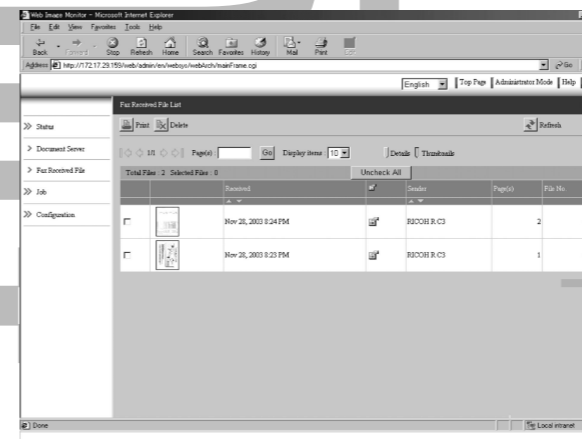 Web Image Monitor - Microsoft Internet Explorer
File Edit View Favorites Tools Help
Back Forward Stop Refresh Home Search Favorites History Mail Print Edit
Address http://172.17.29.159/web/admin/en/websys/webArch/mainFrame.cgi Go
English Top Page Administrator Mode Help
Fax Received File List
Status
Print Delete Refresh
Document Server
1/1 Page(s): Go Display items: 10 Details Thumbnails
Fax Received File
Total Files : 2 Selected Files : 0 Uncheck All
Job
Received Sender Page(s) File No.
Configuration
Nov 28, 2003 8:24 PM RICOH R C3 2
Nov 28, 2003 8:23 PM RICOH R C3 1
Done Local intranet